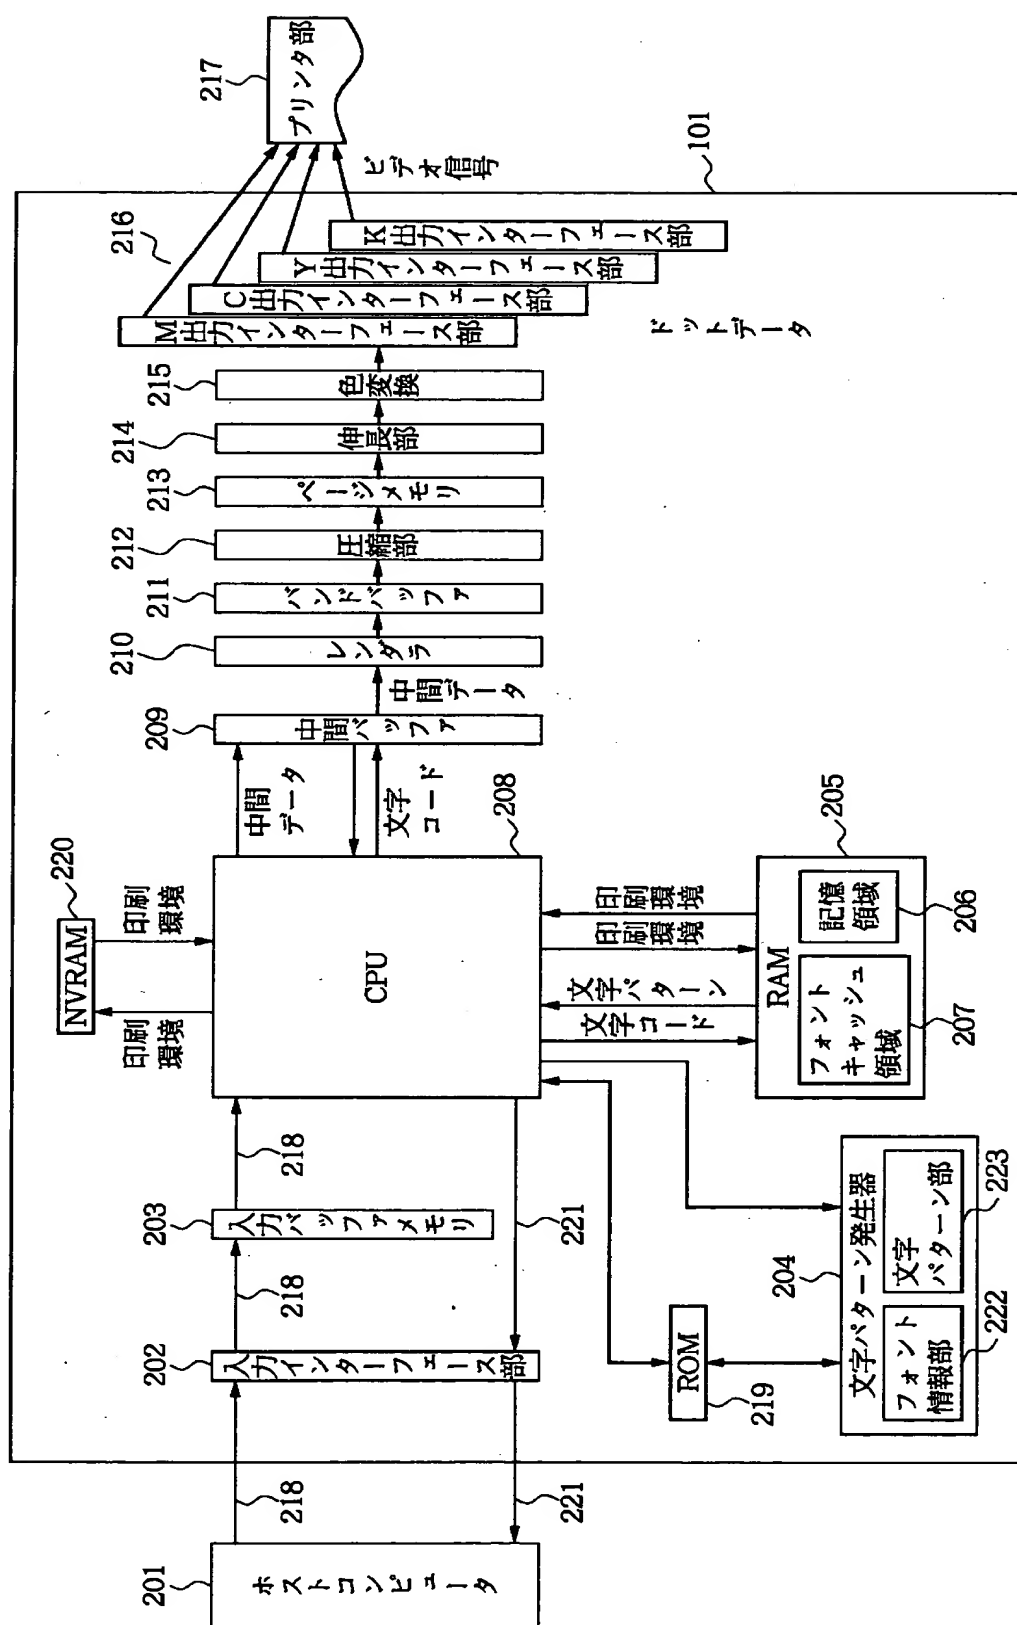 201
ホストコンピュータ
218
221
202
入力インターフェース部
218
203
入力バッファメモリ
218
221
CPU
208
NVRAM
220
印刷
環境
印刷
環境
中間
データ
文字
コード
209
中間バッファ
中間データ
210
レンダラ
211
バンドバッファ
212
圧縮部
213
ページメモリ
214
伸長部
215
色変換
216
M出力インターフェース部
C出力インターフェース部
Y出力インターフェース部
K出力インターフェース部
ドットデータ
ビデオ信号
217
プリンタ部
101
ROM
219
204
文字パターン発生器
フォント
情報部
222
文字
パターン部
223
文字コード
文字パターン
印刷環境
印刷環境
205
RAM
フォント
キャッシュ
領域
207
記憶
領域
206